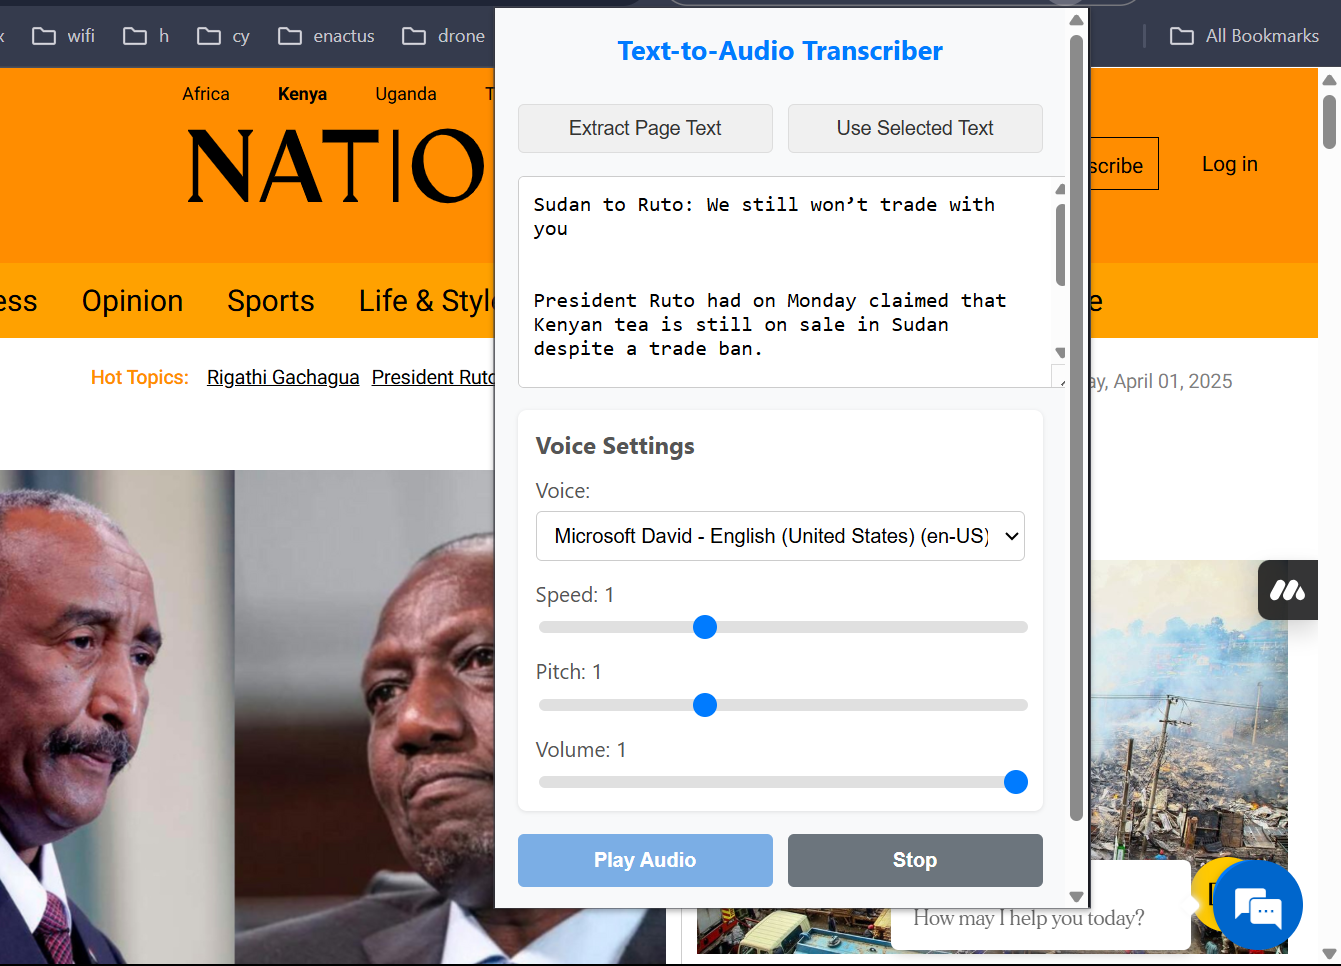 wifi
h
cy
enactus
drone
All Bookmarks
Text-to-Audio Transcriber
Africa
Kenya
Uganda
Extract Page Text
Use Selected Text
NATIO
scribe
Log in
Sudan to Ruto: We still won’t trade with
you
ess
Opinion
Sports
Life & Style
President Ruto had on Monday claimed that
Kenyan tea is still on sale in Sudan
despite a trade ban.
Hot Topics:
Rigathi Gachagua
President Ruto
ay, April 01, 2025
Voice Settings
Voice:
Microsoft David - English (United States) (en-US)
Speed: 1
Pitch: 1
Volume: 1
Play Audio
Stop
How may I help you today?